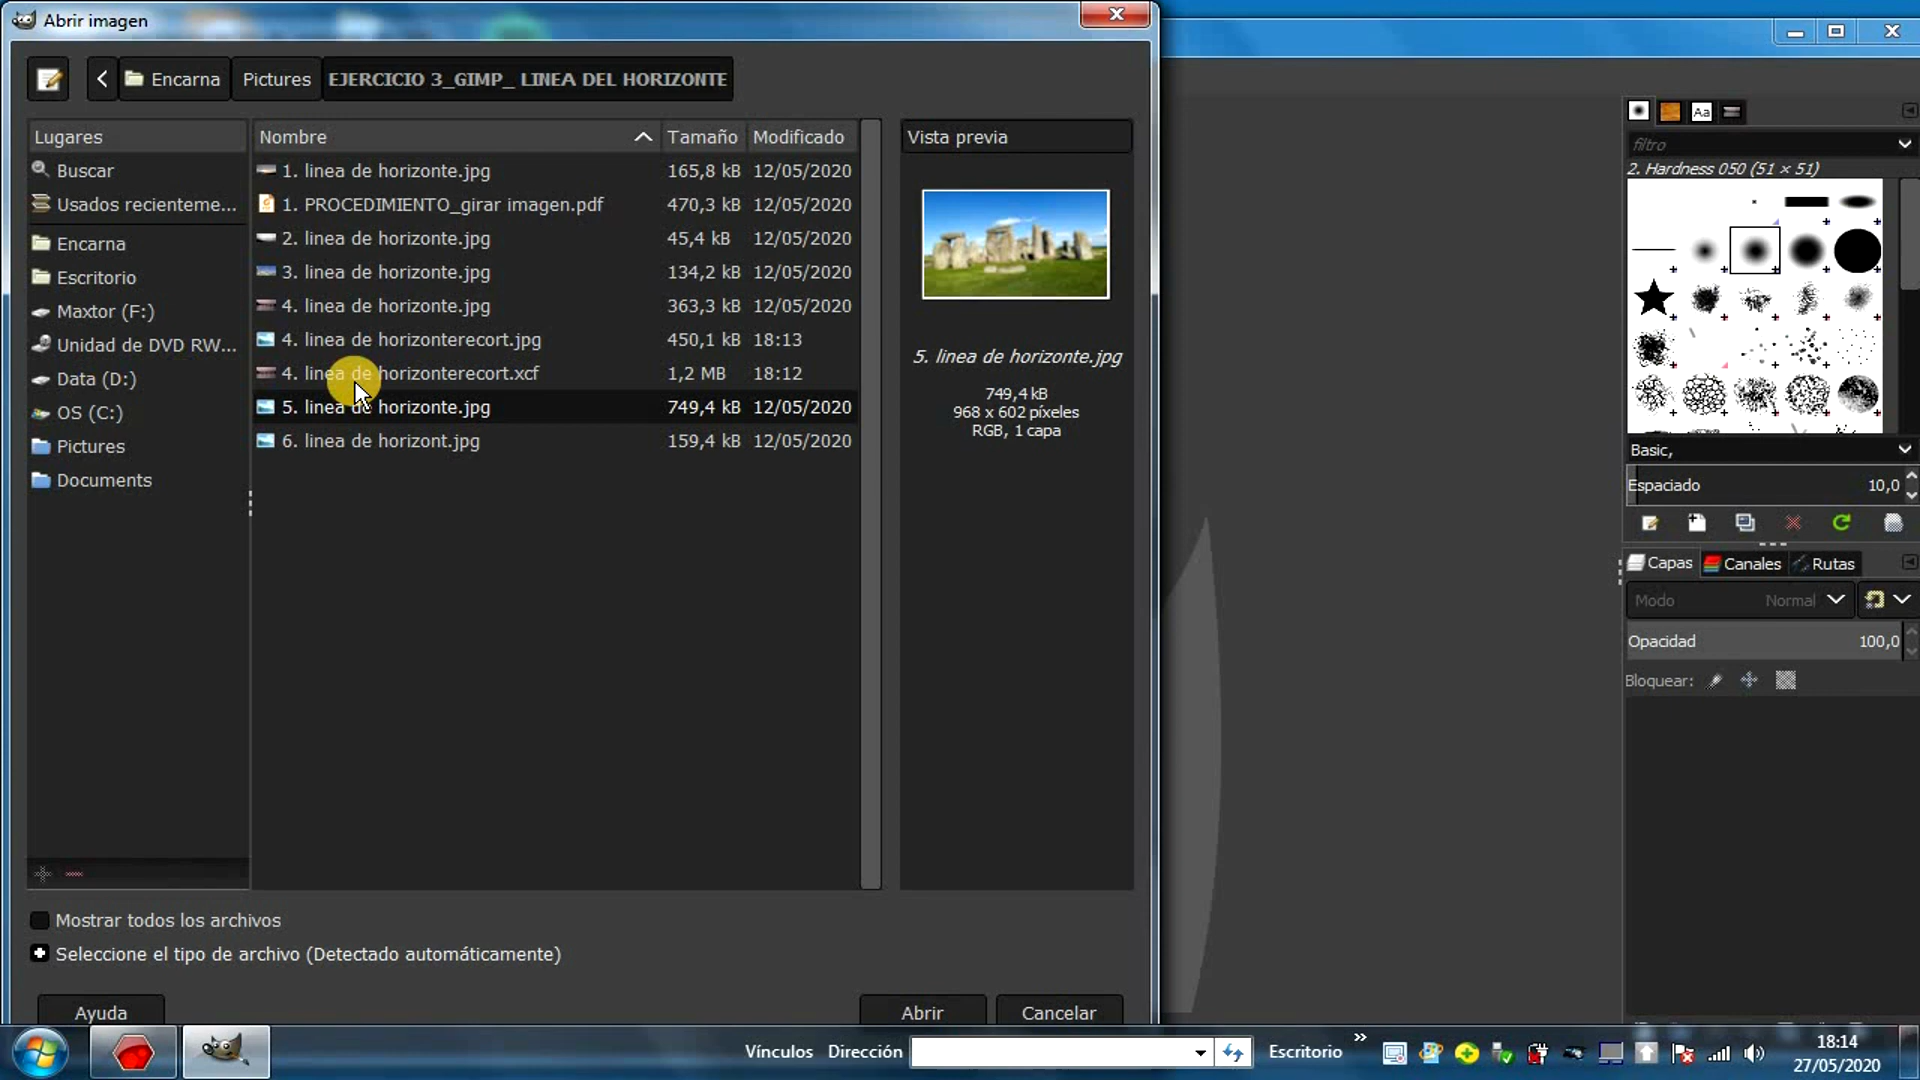 Abrir imagen
Encarna
Pictures
EJERCICIO 3_GIMP_ LINEA DEL HORIZONTE
Lugares
Buscar
Usados recienteme...
Encarna
Escritorio
Maxtor (F:)
Unidad de DVD RW...
Data (D:)
OS (C:)
Pictures
Documents
Nombre Tamaño Modificado
1. linea de horizonte.jpg 165,8 kB 12/05/2020
1. PROCEDIMIENTO_girar imagen.pdf 470,3 kB 12/05/2020
2. linea de horizonte.jpg 45,4 kB 12/05/2020
3. linea de horizonte.jpg 134,2 kB 12/05/2020
4. linea de horizonte.jpg 363,3 kB 12/05/2020
4. linea de horizonterecort.jpg 450,1 kB 18:13
4. linea de horizonterecort.xcf 1,2 MB 18:12
5. linea de horizonte.jpg 749,4 kB 12/05/2020
6. linea de horizont.jpg 159,4 kB 12/05/2020
Vista previa
5. linea de horizonte.jpg
749,4 kB
968 x 602 píxeles
RGB, 1 capa
Mostrar todos los archivos
Seleccione el tipo de archivo (Detectado automáticamente)
Ayuda
Abrir
Cancelar
Aa
filtro
2. Hardness 050 (51 × 51)
Basic,
Espaciado 10,0
Capas Canales Rutas
Modo Normal
Opacidad 100,0
Bloquear:
Vínculos Dirección
Escritorio
18:14
27/05/2020